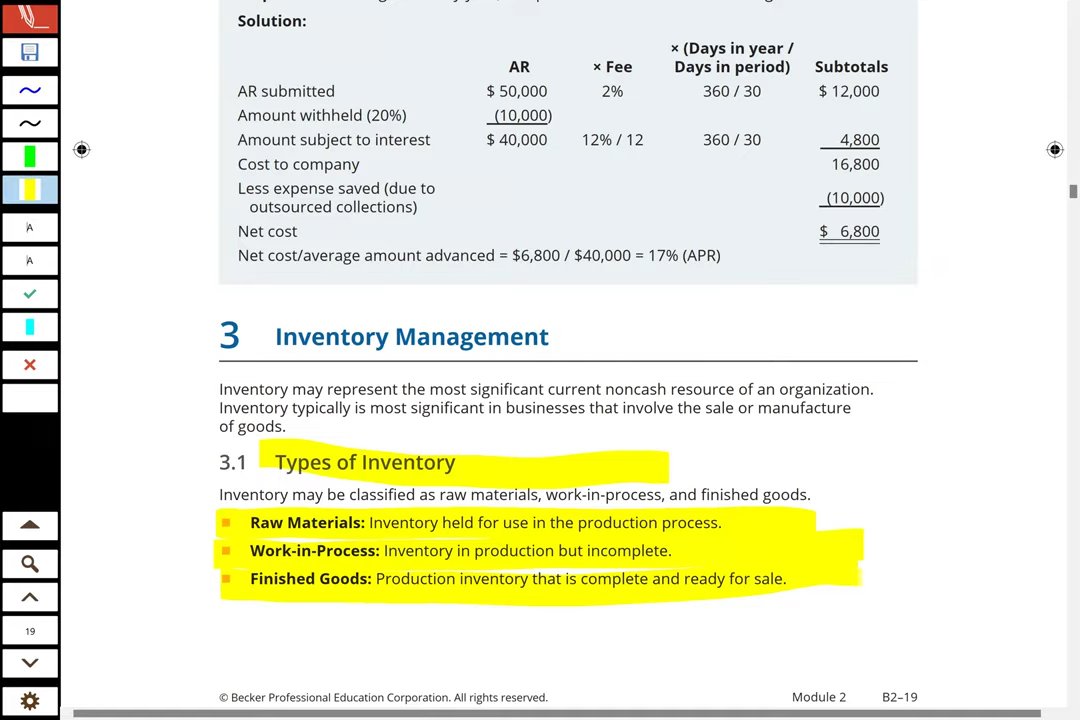 Solution:
AR × Fee × (Days in year / Days in period) Subtotals
AR submitted $ 50,000 2% 360 / 30 $ 12,000
Amount withheld (20%) (10,000)
Amount subject to interest $ 40,000 12% / 12 360 / 30 4,800
Cost to company 16,800
Less expense saved (due to
outsourced collections) (10,000)
Net cost $ 6,800
Net cost/average amount advanced = $6,800 / $40,000 = 17% (APR)
3 Inventory Management
Inventory may represent the most significant current noncash resource of an organization.
Inventory typically is most significant in businesses that involve the sale or manufacture
of goods.
3.1 Types of Inventory
Inventory may be classified as raw materials, work-in-process, and finished goods.
Raw Materials: Inventory held for use in the production process.
Work-in-Process: Inventory in production but incomplete.
Finished Goods: Production inventory that is complete and ready for sale.
© Becker Professional Education Corporation. All rights reserved. Module 2 B2–19
A
A
19